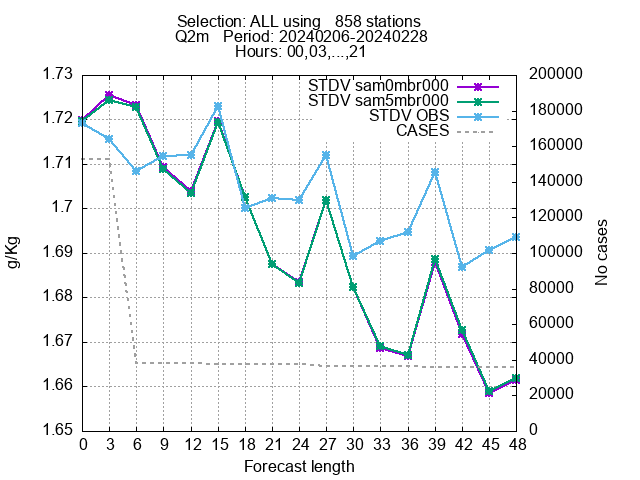 Selection: ALL using   858 stations
Q2m   Period: 20240206-20240228
Hours: 00,03,...,21
STDV sam0mbr000
STDV sam5mbr000
STDV OBS
CASES
1.73
1.72
1.71
1.7
1.69
1.68
1.67
1.66
1.65
g/Kg
200000
180000
160000
140000
120000
100000
80000
60000
40000
20000
0
No cases
0 3 6 9 12 15 18 21 24 27 30 33 36 39 42 45 48
Forecast length